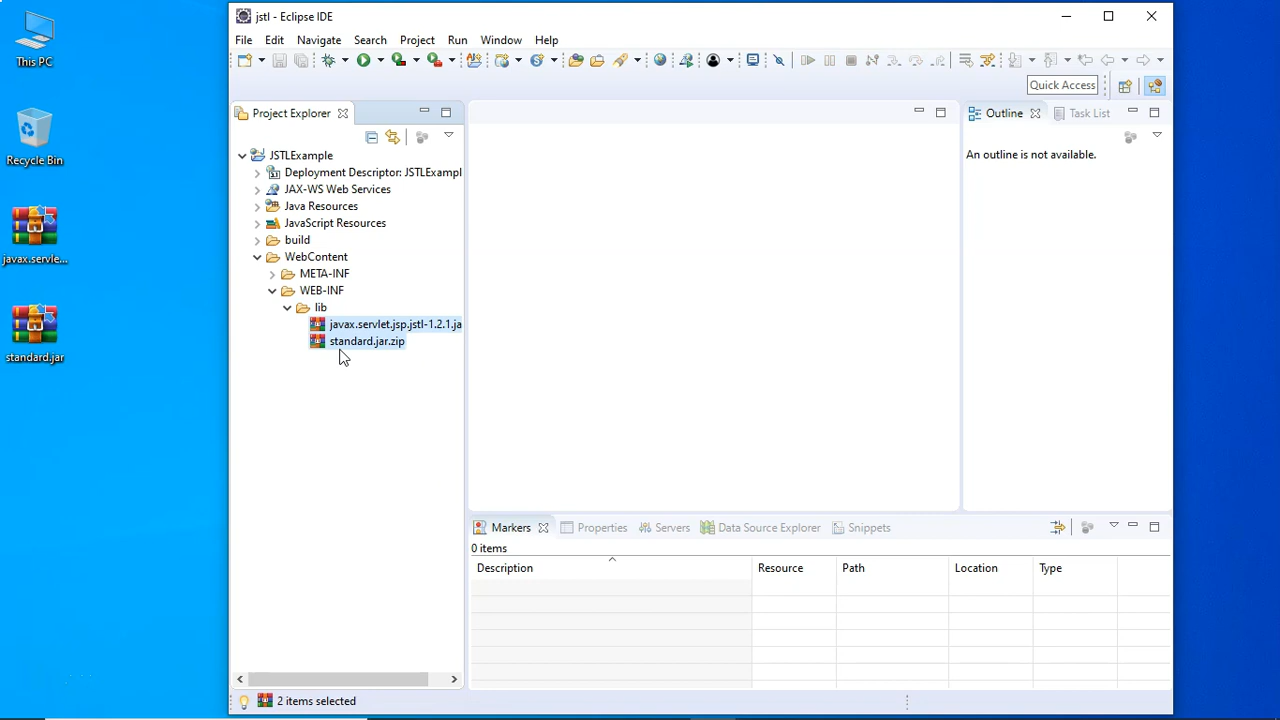 This PC
Recycle Bin
javax.servle...
standard.jar
jstl - Eclipse IDE
File Edit Navigate Search Project Run Window Help
Quick Access
Project Explorer
JSTLExample
Deployment Descriptor: JSTLExampl
JAX-WS Web Services
Java Resources
JavaScript Resources
build
WebContent
META-INF
WEB-INF
lib
javax.servlet.jsp.jstl-1.2.1.ja
standard.jar.zip
Outline Task List
An outline is not available.
Markers Properties Servers Data Source Explorer Snippets
0 items
Description Resource Path Location Type
2 items selected